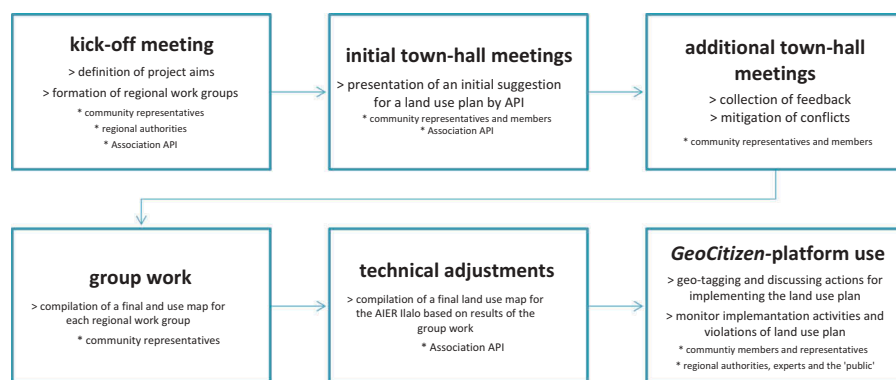 kick-off meeting
> definition of project aims
> formation of regional work groups
* community representatives
* regional authorities
* Association API
initial town-hall meetings
> presentation of an initial suggestion
for a land use plan by API
* community representatives and members
* Association API
additional town-hall
meetings
> collection of feedback
> mitigation of conflicts
* community representatives and members
group work
> compilation of a final and use map for
each regional work group
* community representatives
technical adjustments
> compilation of a final land use map for
the AIER Ilalo based on results of the
group work
* Association API
GeoCitizen-platform use
> geo-tagging and discussing actions for
implementing the land use plan
> monitor implemantation activities and
violations of land use plan
* communtiy members and representatives
* regional authorities, experts and the 'public'